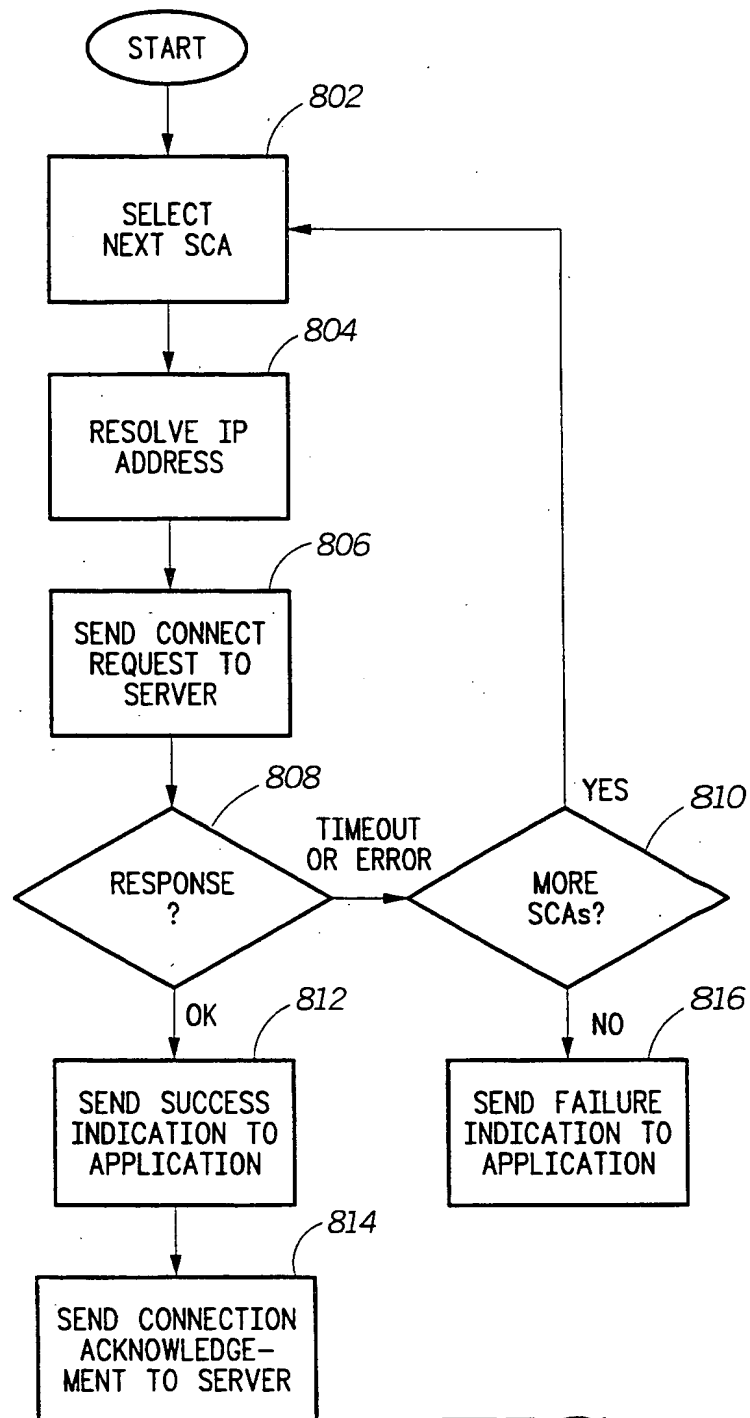 START
802
SELECT
NEXT SCA
804
RESOLVE IP
ADDRESS
806
SEND CONNECT
REQUEST TO
SERVER
808
RESPONSE
?
TIMEOUT
OR ERROR
YES
810
MORE
SCAs?
OK
812
SEND SUCCESS
INDICATION TO
APPLICATION
NO
816
SEND FAILURE
INDICATION TO
APPLICATION
814
SEND CONNECTION
ACKNOWLEDGE-
MENT TO SERVER